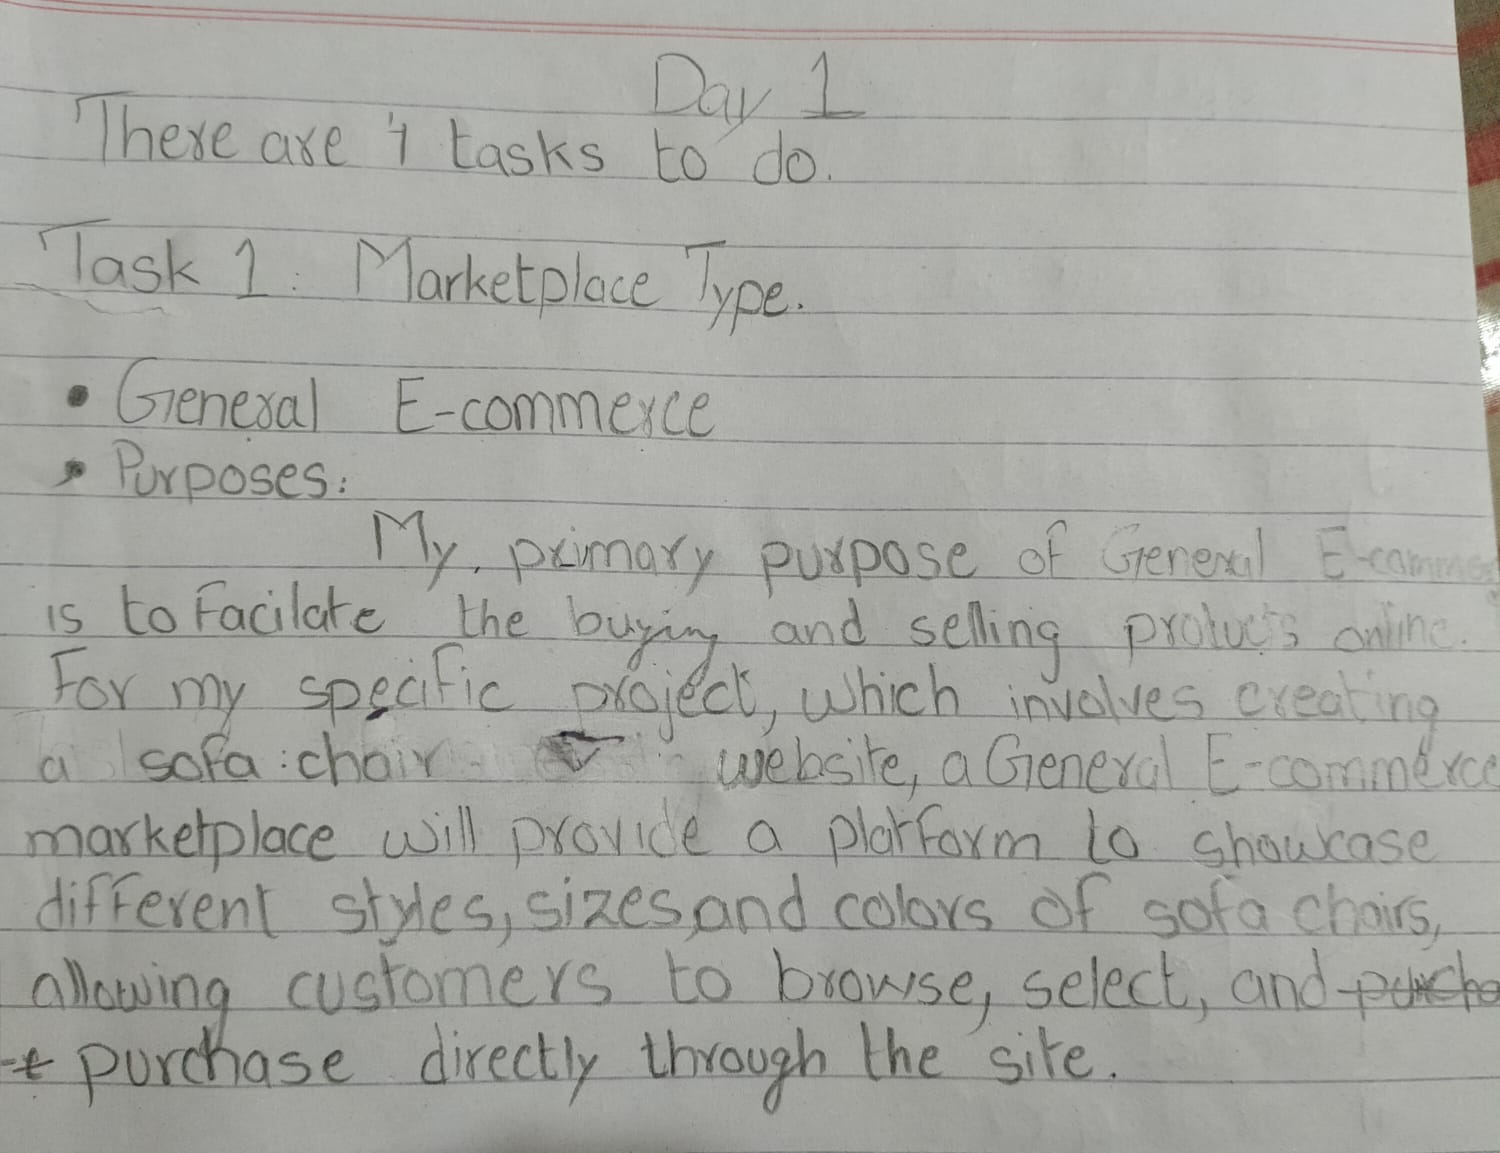 Day 1
There are 4 tasks to do.
Task 1: Marketplace Type.
• General E-commerce
• Purposes:
My primary purpose of General E-comme
is to Facilate the buying and selling products online.
For my specific project, which involves creating
a sofa chair website, a General E-commerce
marketplace will provide a platform to showcase
different styles, sizes, and colors of sofa chairs,
allowing customers to browse, select, and purcha
purchase directly through the site.